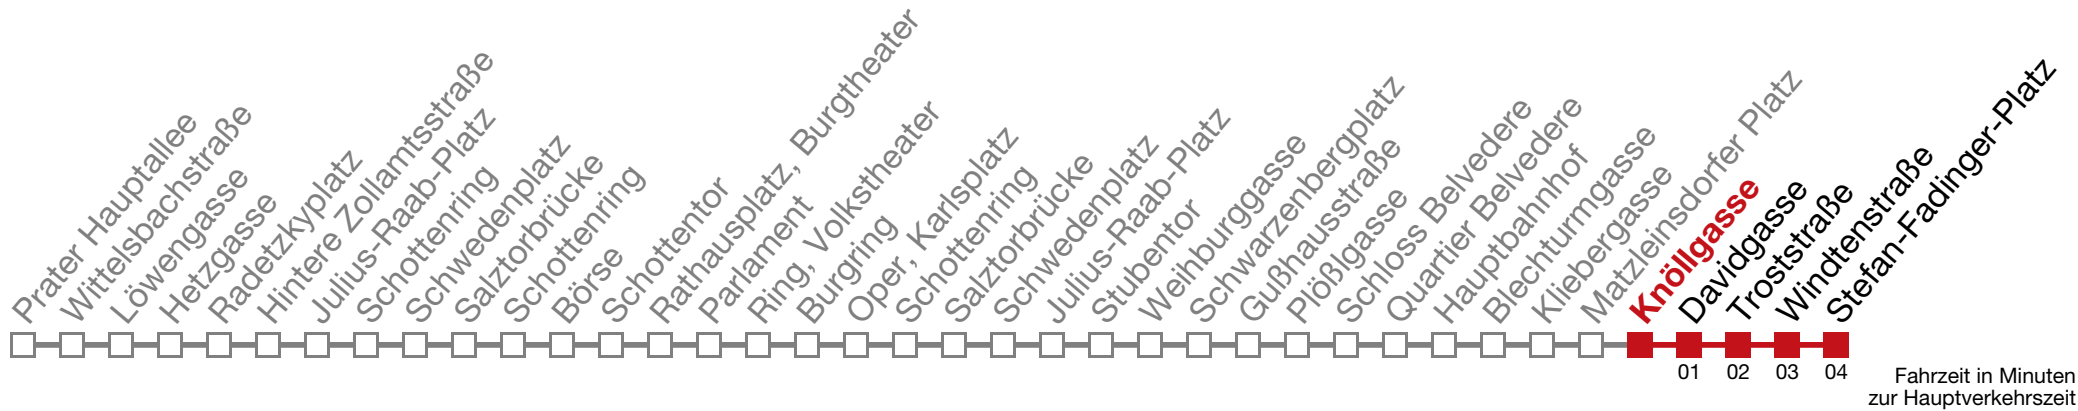 Prater Hauptallee
Wittelsbachstraße
Löwengasse
Hetzgasse
Radetzkyplatz
Hintere Zollamtsstraße
Julius-Raab-Platz
Schottenring
Schwedenplatz
Salztorbrücke
Schottenring
Börse
Schottentor
Rathausplatz, Burgtheater
Parlament
Ring, Volkstheater
Burgring
Oper, Karlsplatz
Schottenring
Salztorbrücke
Schwedenplatz
Julius-Raab-Platz
Stubentor
Weihburggasse
Schwarzenbergplatz
Gußhausstraße
Plößlgasse
Schloss Belvedere
Quartier Belvedere
Hauptbahnhof
Blechturmgasse
Kliebergasse
Matzleinsdorfer Platz
Knöllgasse
Davidgasse
Troststraße
Windtenstraße
Stefan-Fadinger-Platz
01 02 03 04
Fahrzeit in Minuten
zur Hauptverkehrszeit